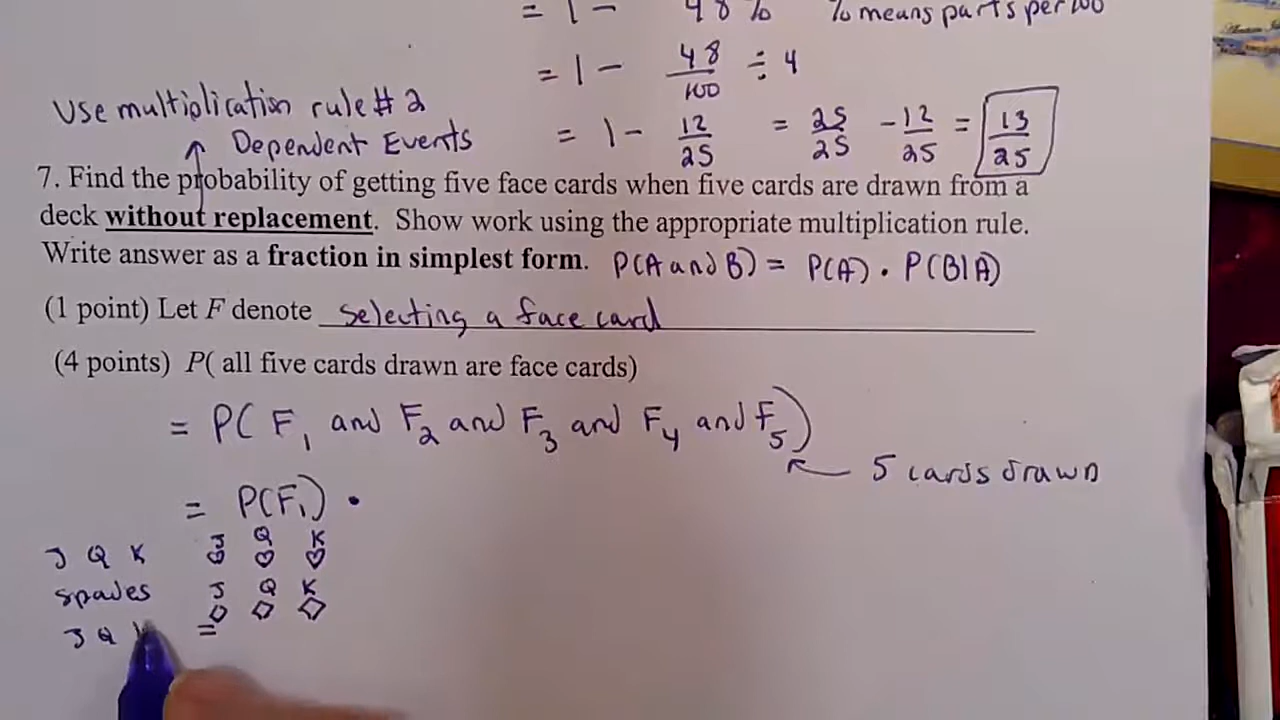 = 1 - 48% % means parts per 100
= 1 - 48/100 ÷ 4
Use multiplication rule #2
= 1 - 12/25 = 25/25 - 12/25 = 13/25
Dependent Events
7. Find the probability of getting five face cards when five cards are drawn from a
deck without replacement. Show work using the appropriate multiplication rule.
Write answer as a fraction in simplest form. P(A and B) = P(A) · P(B|A)
(1 point) Let F denote selecting a face card
(4 points) P( all five cards drawn are face cards)
= P( F₁ and F₂ and F₃ and F₄ and F₅)
5 cards drawn
= P(F₁) ·
J Q K J Q K
♡ ♡ ♡
spades J Q K
◇ ◇ ◇
J Q =